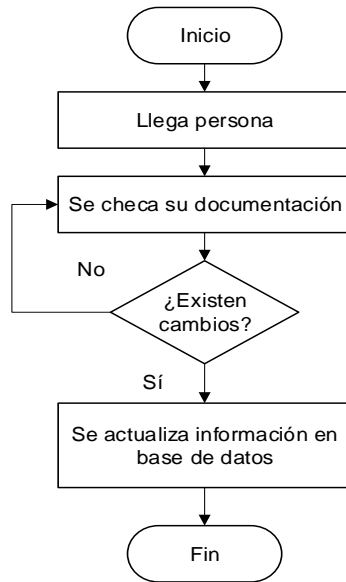 Inicio
Llega persona
Se checa su documentación
No
¿Existen
cambios?
Sí
Se actualiza información en
base de datos
Fin